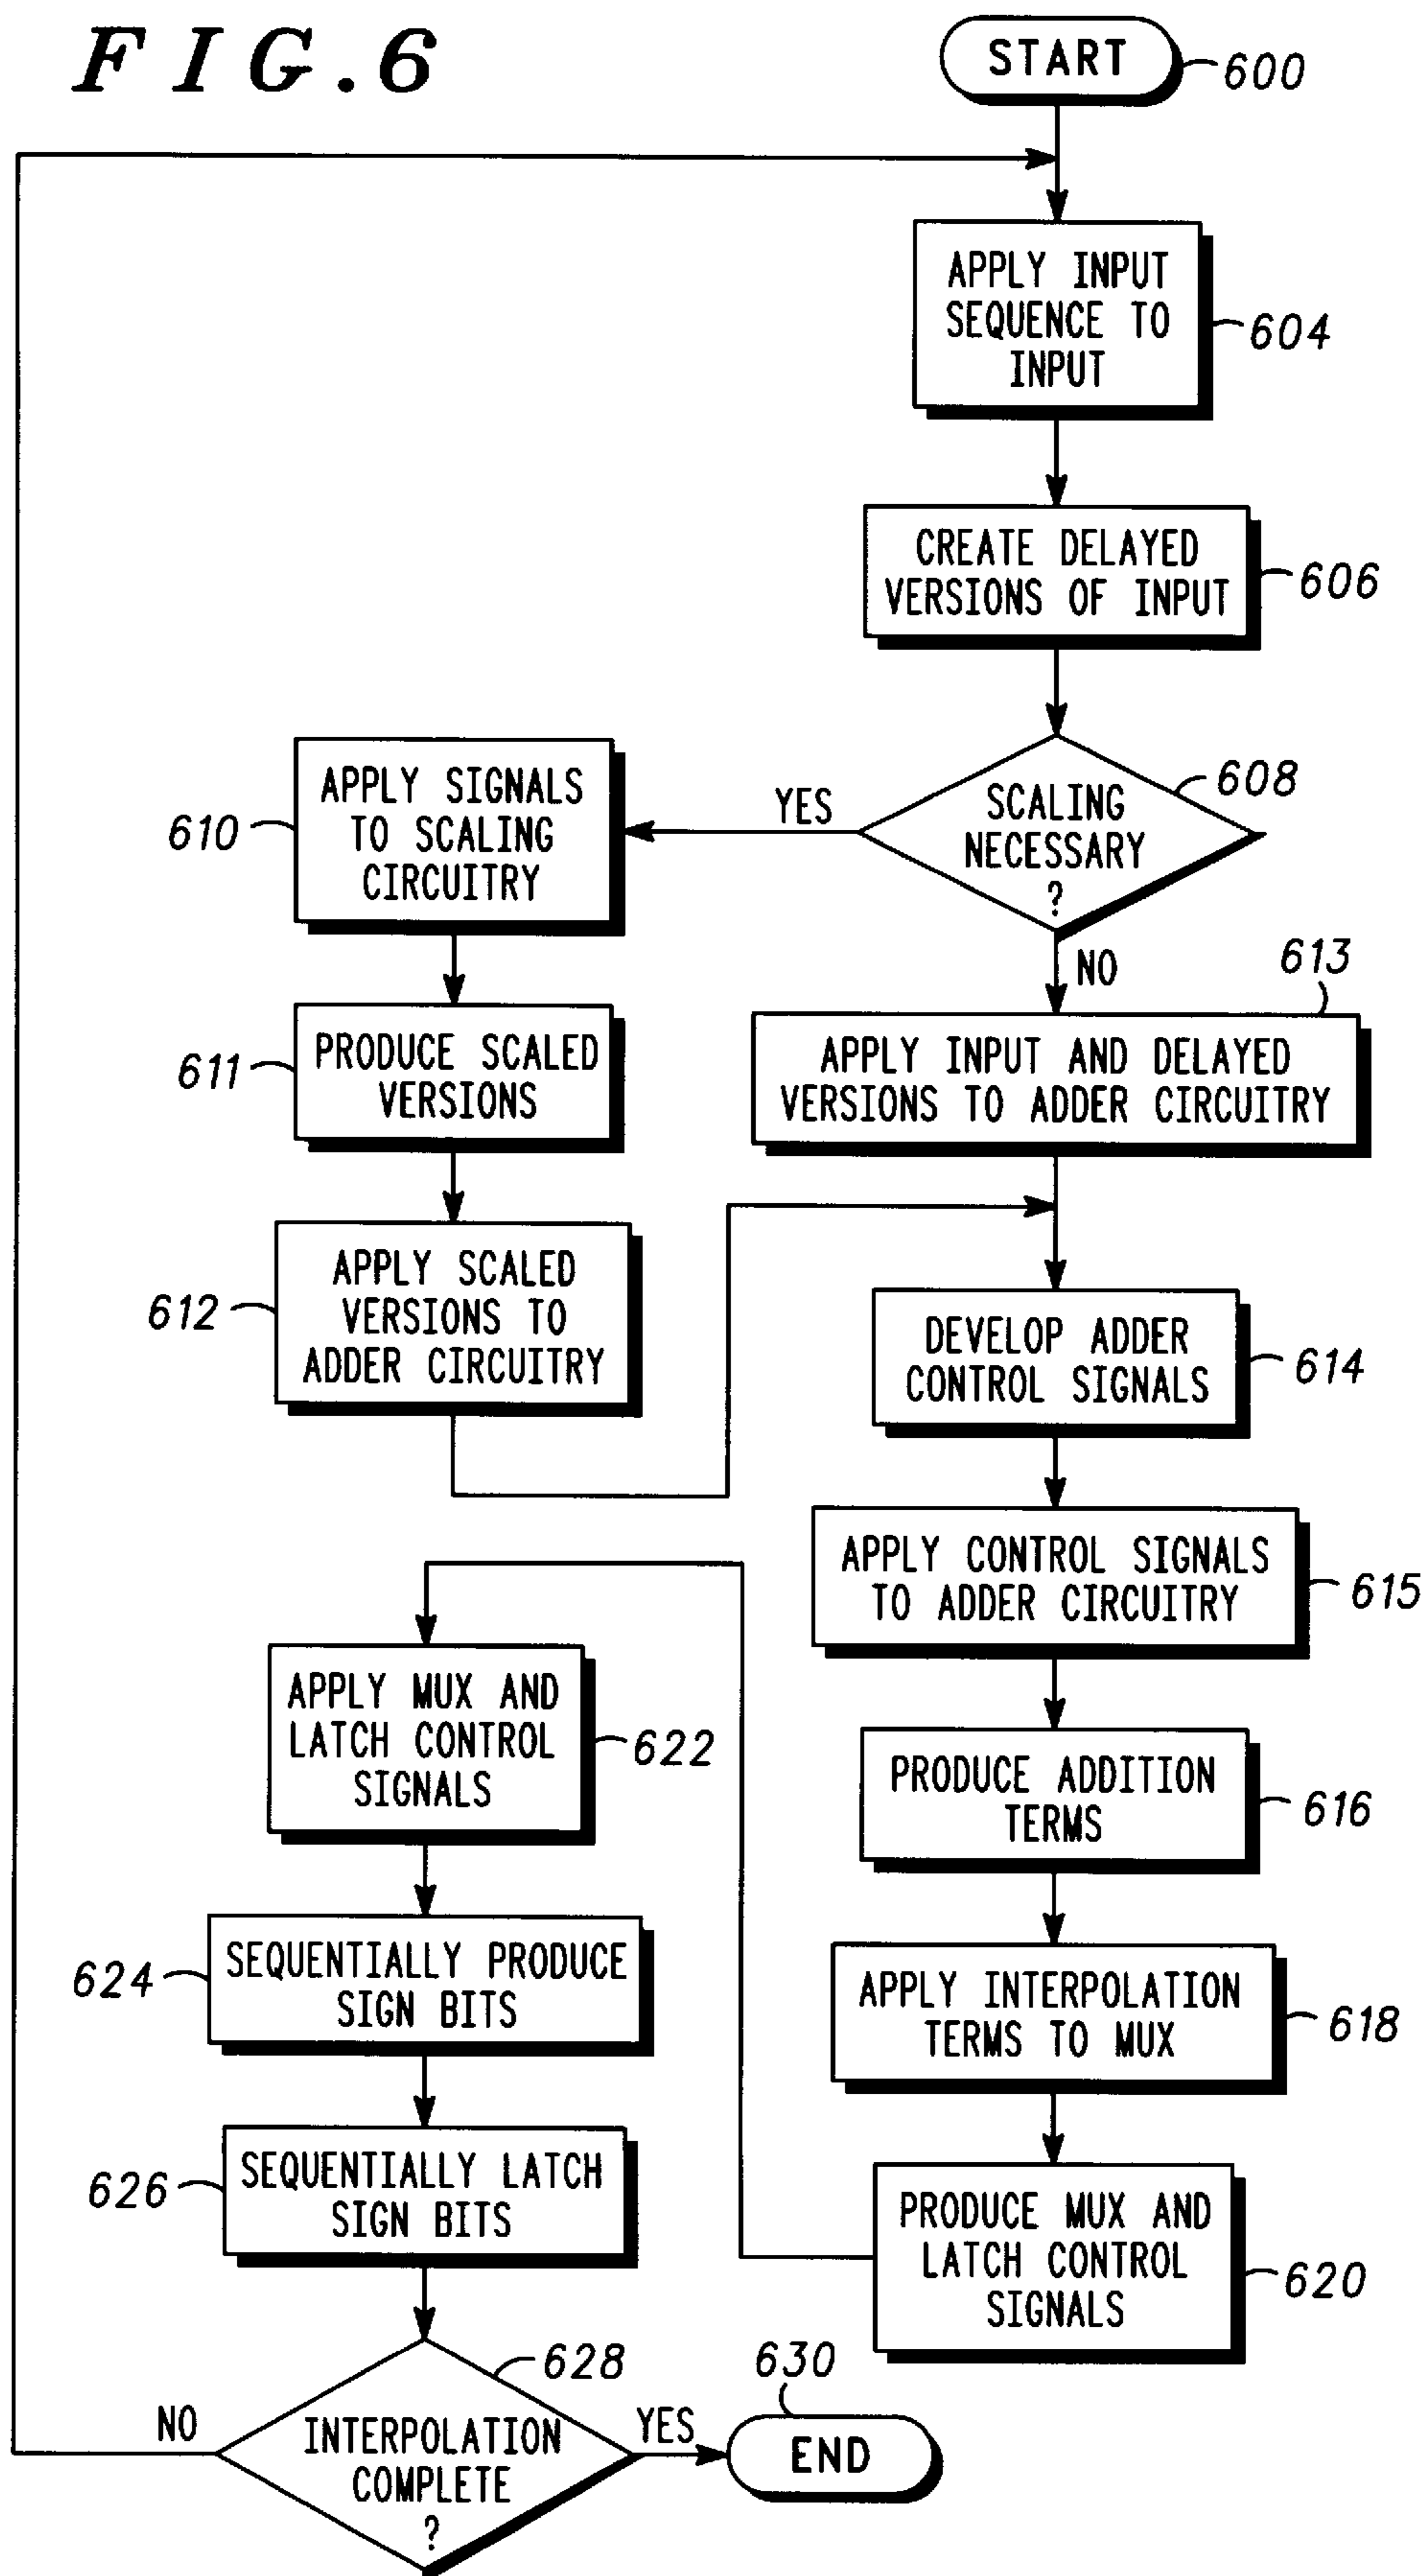 FIG.6
START
600
APPLY INPUT
SEQUENCE TO
INPUT
604
CREATE DELAYED
VERSIONS OF INPUT
606
SCALING
NECESSARY
?
608
YES
NO
APPLY SIGNALS
TO SCALING
CIRCUITRY
610
PRODUCE SCALED
VERSIONS
611
APPLY SCALED
VERSIONS TO
ADDER CIRCUITRY
612
613
APPLY INPUT AND DELAYED
VERSIONS TO ADDER CIRCUITRY
DEVELOP ADDER
CONTROL SIGNALS
614
APPLY CONTROL SIGNALS
TO ADDER CIRCUITRY
615
PRODUCE ADDITION
TERMS
616
APPLY INTERPOLATION
TERMS TO MUX
618
PRODUCE MUX AND
LATCH CONTROL
SIGNALS
620
APPLY MUX AND
LATCH CONTROL
SIGNALS
622
SEQUENTIALLY PRODUCE
SIGN BITS
624
SEQUENTIALLY LATCH
SIGN BITS
626
INTERPOLATION
COMPLETE
?
628
NO
YES
630
END